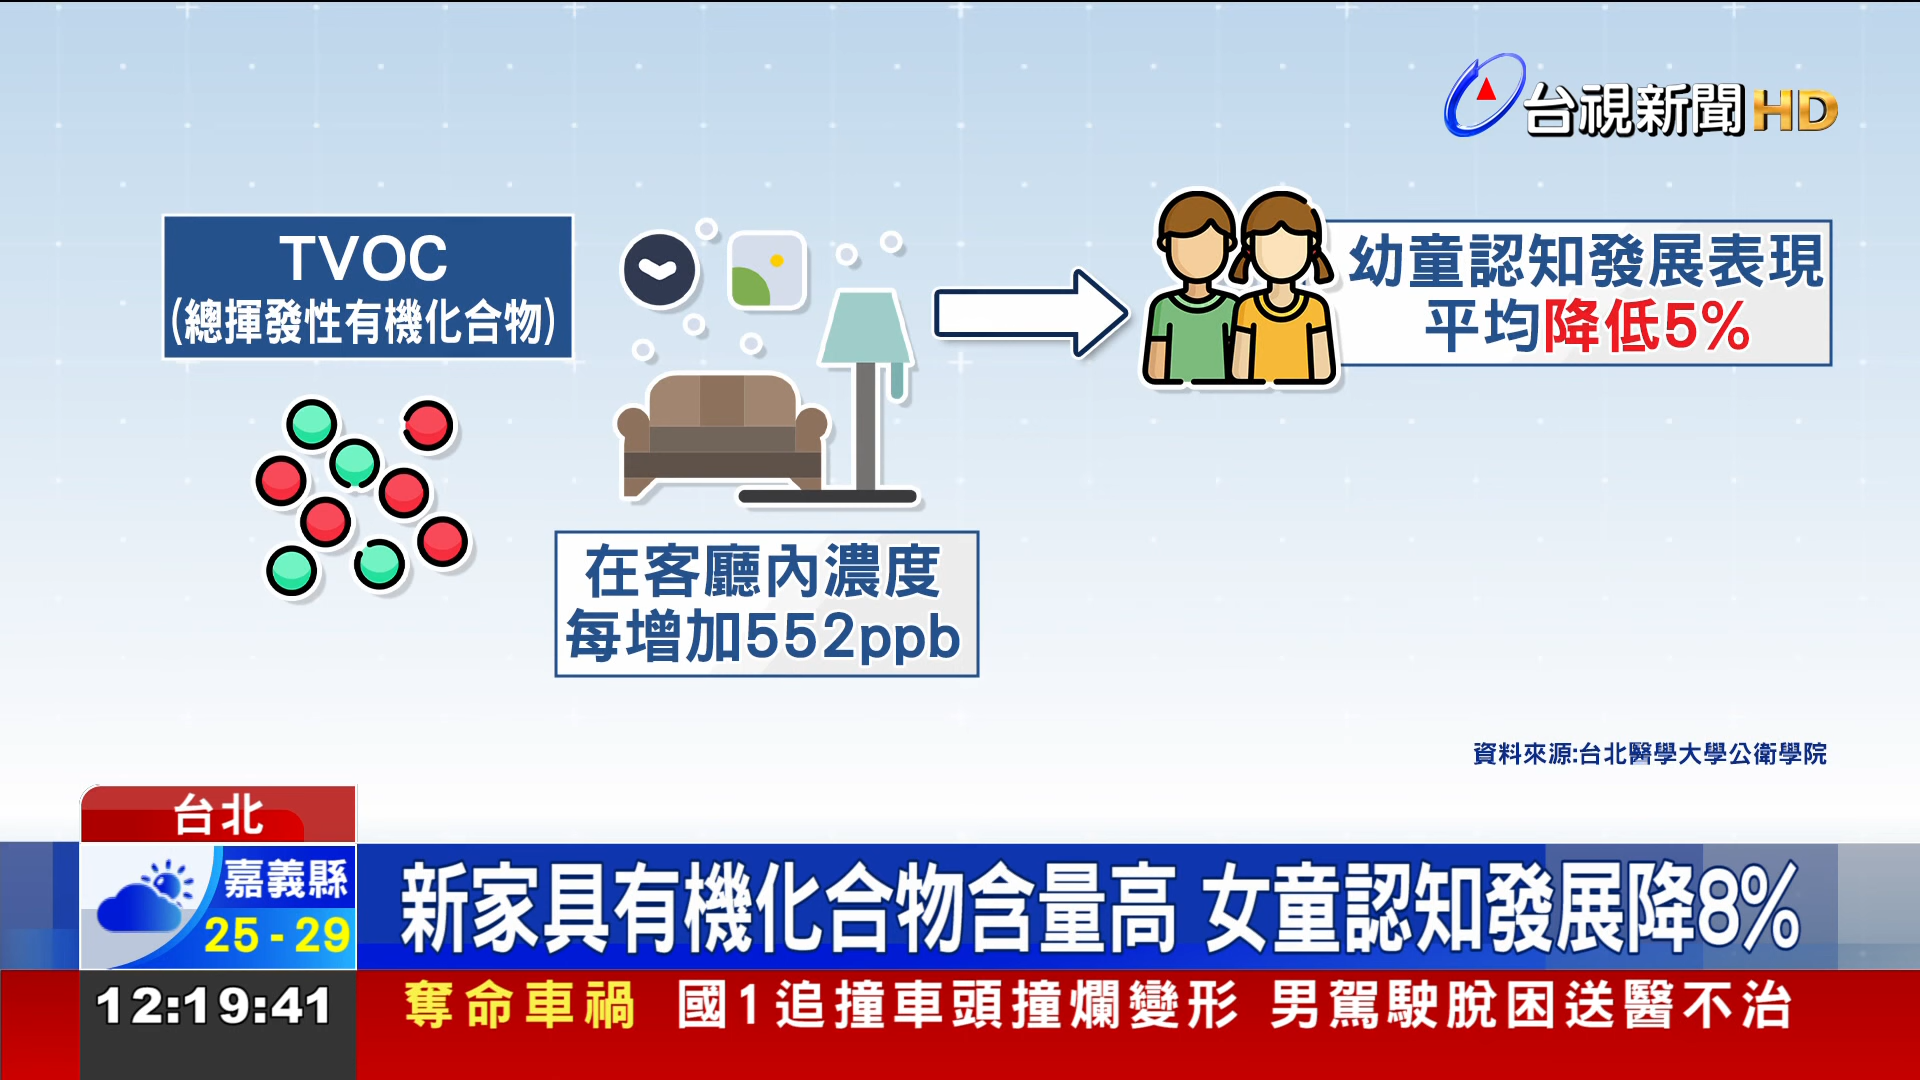 台視新聞HD
TVOC
(總揮發性有機化合物)
幼童認知發展表現
平均降低5%
在客廳內濃度
每增加552ppb
資料來源:台北醫學大學公衛學院
台北
嘉義縣
25-29
新家具有機化合物含量高 女童認知發展降8%
12:19:41
奪命車禍 國1追撞車頭撞爛變形 男駕駛脫困送醫不治